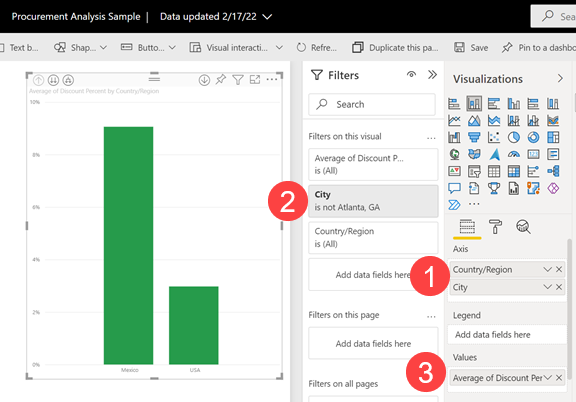 Procurement Analysis Sample | Data updated 2/17/22
Sea
Text b... Shap... Butto... Visual interacti... Refre... Duplicate this pa... Save Pin to a dashbo
Average of Discount Percent by Country/Region
10%
8%
6%
4%
2%
0%
Mexico USA
Filters
Search
Filters on this visual ...
Average of Discount P...
is (All)
2
City
is not Atlanta, GA
Country/Region
is (All)
Add data fields here
Filters on this page ...
Add data fields here
Filters on all pages
Visualizations
Axis
1
Country/Region
City
Legend
Add data fields here
Values
3
Average of Discount Per